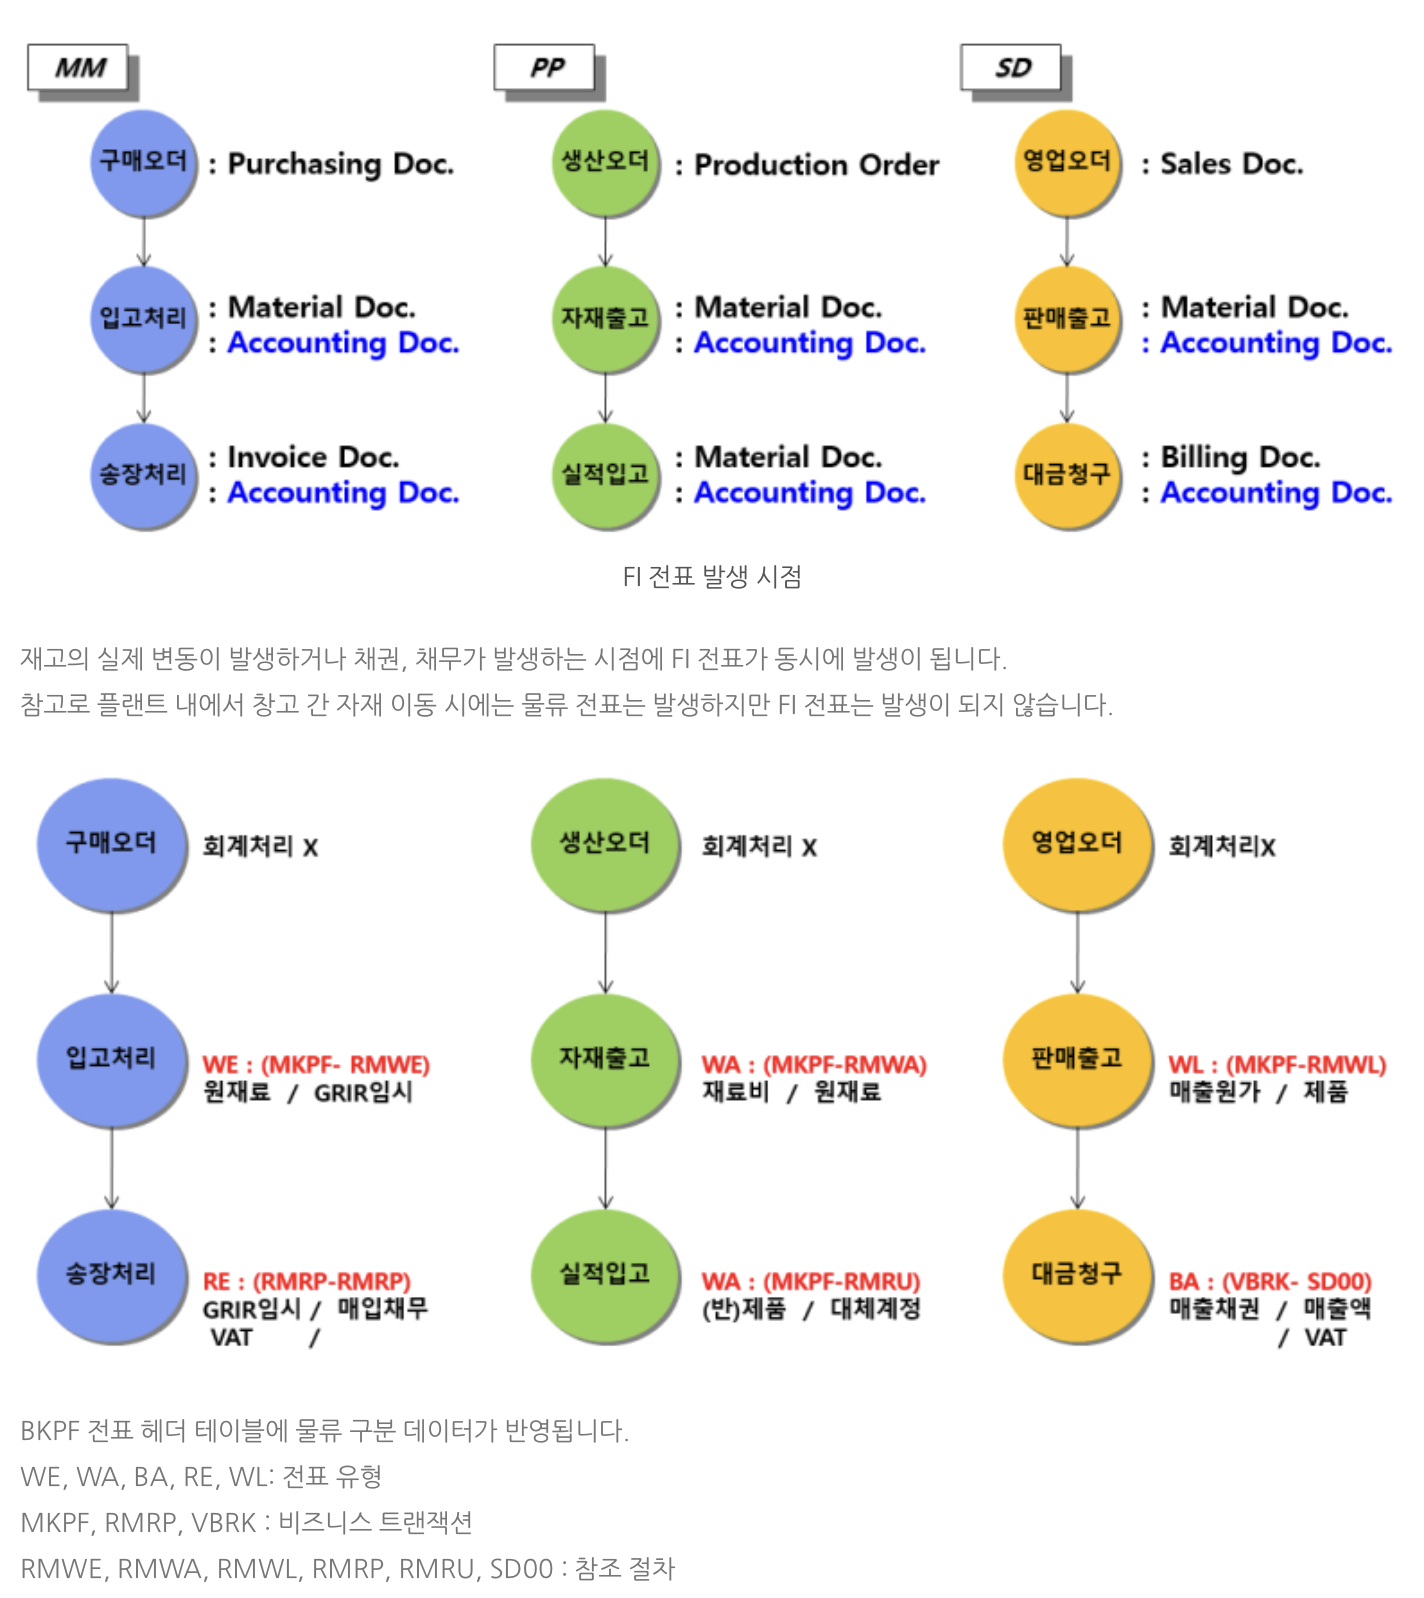 MM
구매오더 : Purchasing Doc.
입고처리 : Material Doc.
: Accounting Doc.
송장처리 : Invoice Doc.
: Accounting Doc.
PP
생산오더 : Production Order
자재출고 : Material Doc.
: Accounting Doc.
실적입고 : Material Doc.
: Accounting Doc.
SD
영업오더 : Sales Doc.
판매출고 : Material Doc.
: Accounting Doc.
대금청구 : Billing Doc.
: Accounting Doc.
FI 전표 발생 시점
재고의 실제 변동이 발생하거나 채권, 채무가 발생하는 시점에 FI 전표가 동시에 발생이 됩니다.
참고로 플랜트 내에서 창고 간 자재 이동 시에는 물류 전표는 발생하지만 FI 전표는 발생이 되지 않습니다.
구매오더 회계처리 X
입고처리 WE : (MKPF- RMWE)
원재료 / GRIR임시
송장처리 RE : (RMRP-RMRP)
GRIR임시 / 매입채무
VAT /
생산오더 회계처리 X
자재출고 WA : (MKPF-RMWA)
재료비 / 원재료
실적입고 WA : (MKPF-RMRU)
(반)제품 / 대체계정
영업오더 회계처리X
판매출고 WL : (MKPF-RMWL)
매출원가 / 제품
대금청구 BA : (VBRK- SD00)
매출채권 / 매출액
/ VAT
BKPF 전표 헤더 테이블에 물류 구분 데이터가 반영됩니다.
WE, WA, BA, RE, WL: 전표 유형
MKPF, RMRP, VBRK : 비즈니스 트랜잭션
RMWE, RMWA, RMWL, RMRP, RMRU, SD00 : 참조 절차